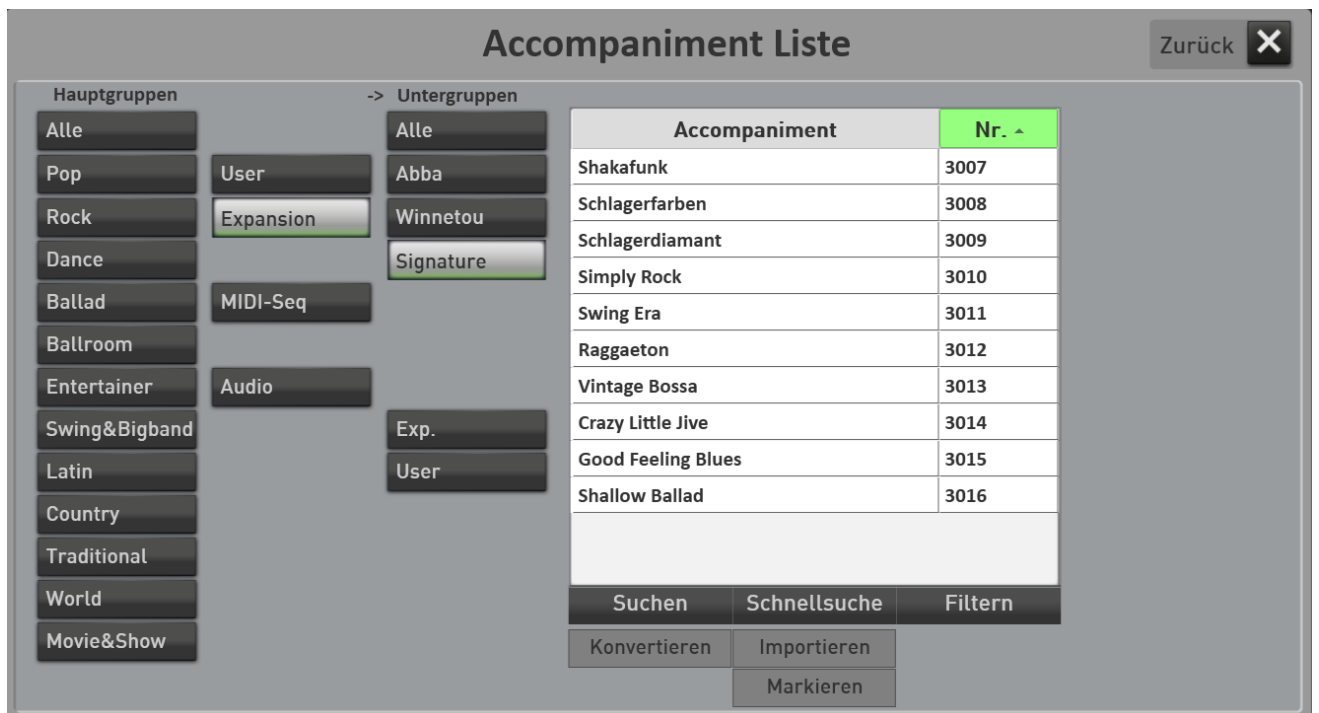 Accompaniment Liste
Zurück
Hauptgruppen -> Untergruppen
Alle
Pop
Rock
Dance
Ballad
Ballroom
Entertainer
Swing&Bigband
Latin
Country
Traditional
World
Movie&Show
User
Expansion
MIDI-Seq
Audio
Alle
Abba
Winnetou
Signature
Exp.
User
Accompaniment Nr.
Shakafunk 3007
Schlagerfarben 3008
Schlagerdiamant 3009
Simply Rock 3010
Swing Era 3011
Raggaeton 3012
Vintage Bossa 3013
Crazy Little Jive 3014
Good Feeling Blues 3015
Shallow Ballad 3016
Suchen Schnellsuche Filtern
Konvertieren Importieren
Markieren